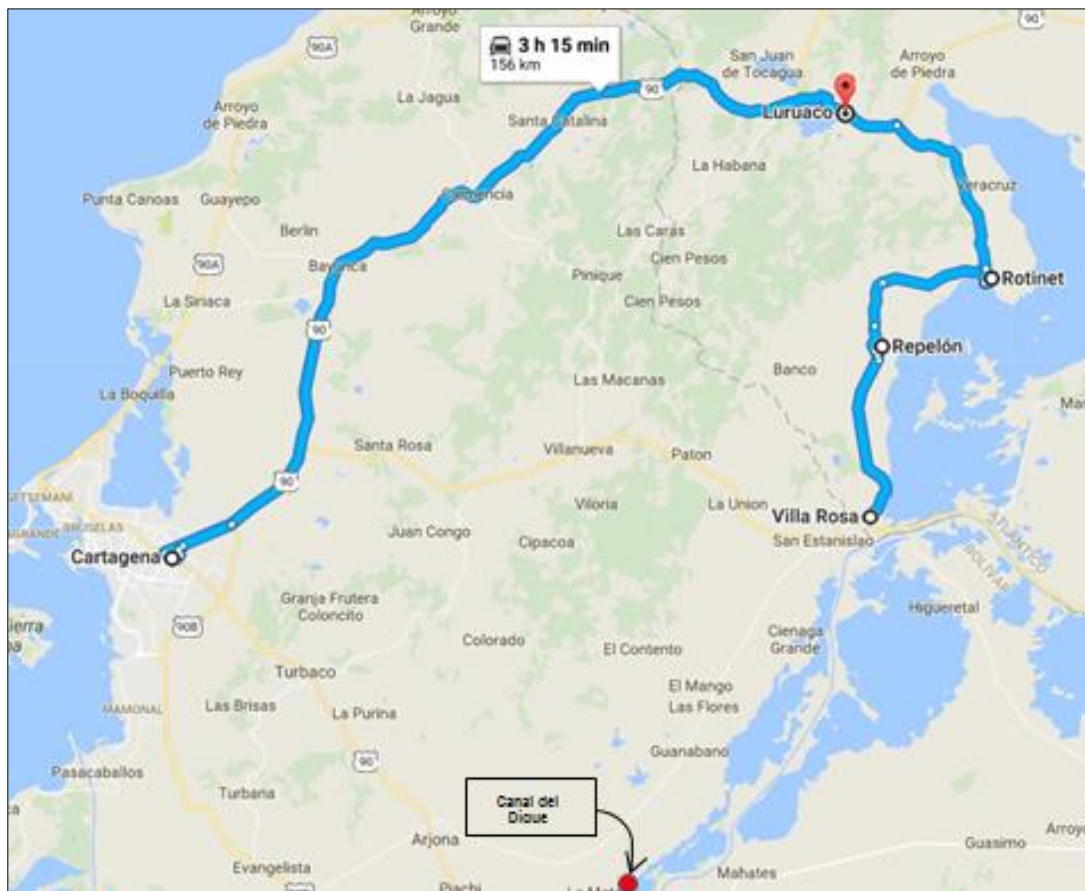 Arroyo
Grande
90A
90
3 h 15 min
156 km
San Juan
de Tocagua
Arroyo
de Piedra
La Jagua
90
Arroyo
de Piedra
Santa Catalina
Luruaco
La Habana
Punta Canoas
Guayepo
Veracruz
Berlin
Las Caras
Cien Pesos
90A
Pinique
Rotinet
La Siriaca
Cien Pesos
90
Repelón
Puerto Rey
Las Macanas
Banco
La Boquilla
Santa Rosa
Villanueva
Paton
90
Viloria
La Union
Villa Rosa
BRUSELAS
Juan Congo
Cipacoa
San Estanislao
ATLÁNTICO
BOLÍVAR
Cartagena
Granja Frutera
Coloncito
Higueretal
90B
Colorado
El Contento
Cienaga
Grande
Turbaco
El Mango
Las Flores
Las Brisas
La Purina
MAMONAL
Guanabano
90
Pasacaballos
Turbana
Canal del
Dique
Arjona
Guasimo
Arroyo
Evangelista
Mahates